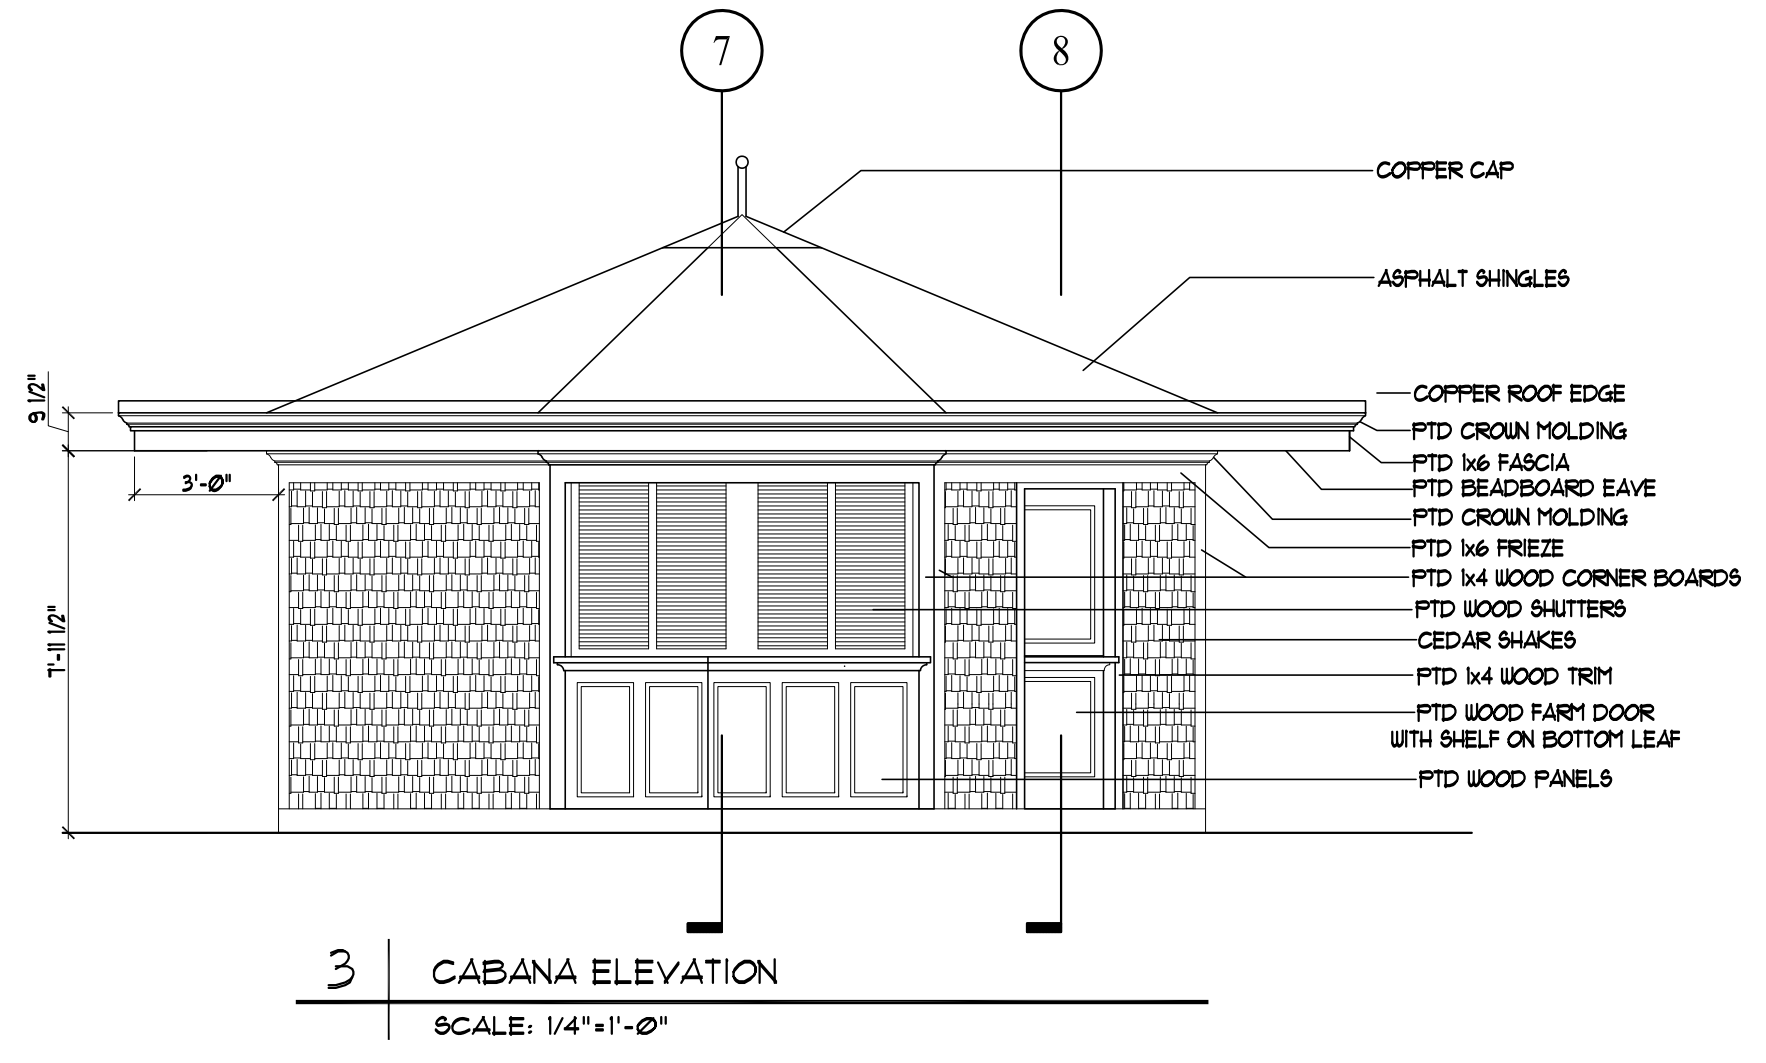 7
8
COPPER CAP
ASPHALT SHINGLES
COPPER ROOF EDGE
PTD CROWN MOLDING
PTD 1x6 FASCIA
PTD BEADBOARD EAVE
PTD CROWN MOLDING
PTD 1x6 FRIEZE
PTD 1x4 WOOD CORNER BOARDS
PTD WOOD SHUTTERS
CEDAR SHAKES
PTD 1x4 WOOD TRIM
PTD WOOD FARM DOOR
WITH SHELF ON BOTTOM LEAF
PTD WOOD PANELS
9 1/2"
3'-0"
7'-11 1/2"
3
CABANA ELEVATION
SCALE: 1/4"=1'-0"